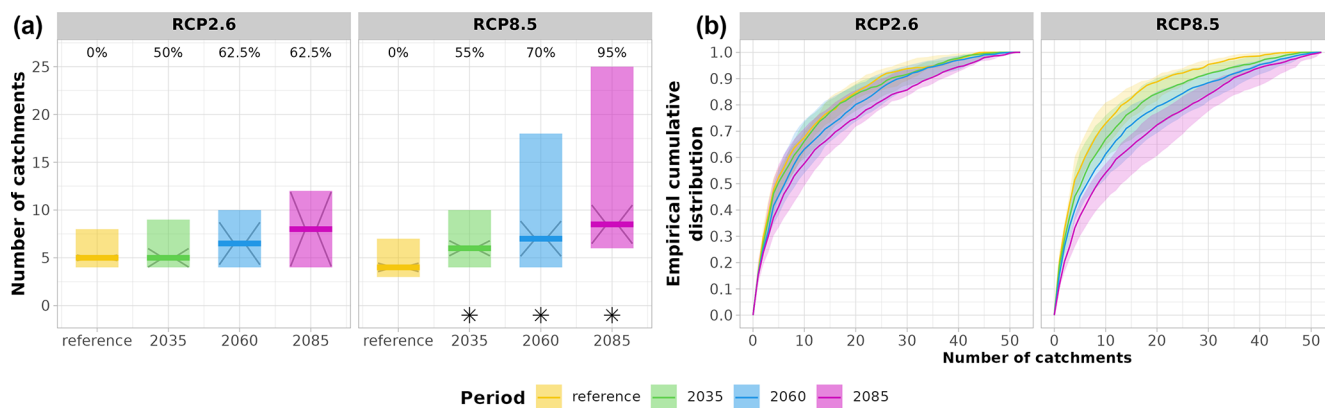 (a)
RCP2.6
RCP8.5
0% 50% 62.5% 62.5%
0% 55% 70% 95%
Number of catchments
25
20
15
10
5
0
reference 2035 2060 2085
reference 2035 2060 2085
(b)
RCP2.6
RCP8.5
Empirical cumulative
distribution
1.0
0.9
0.8
0.7
0.6
0.5
0.4
0.3
0.2
0.1
0.0
0 10 20 30 40 50
0 10 20 30 40 50
Number of catchments
Period reference 2035 2060 2085